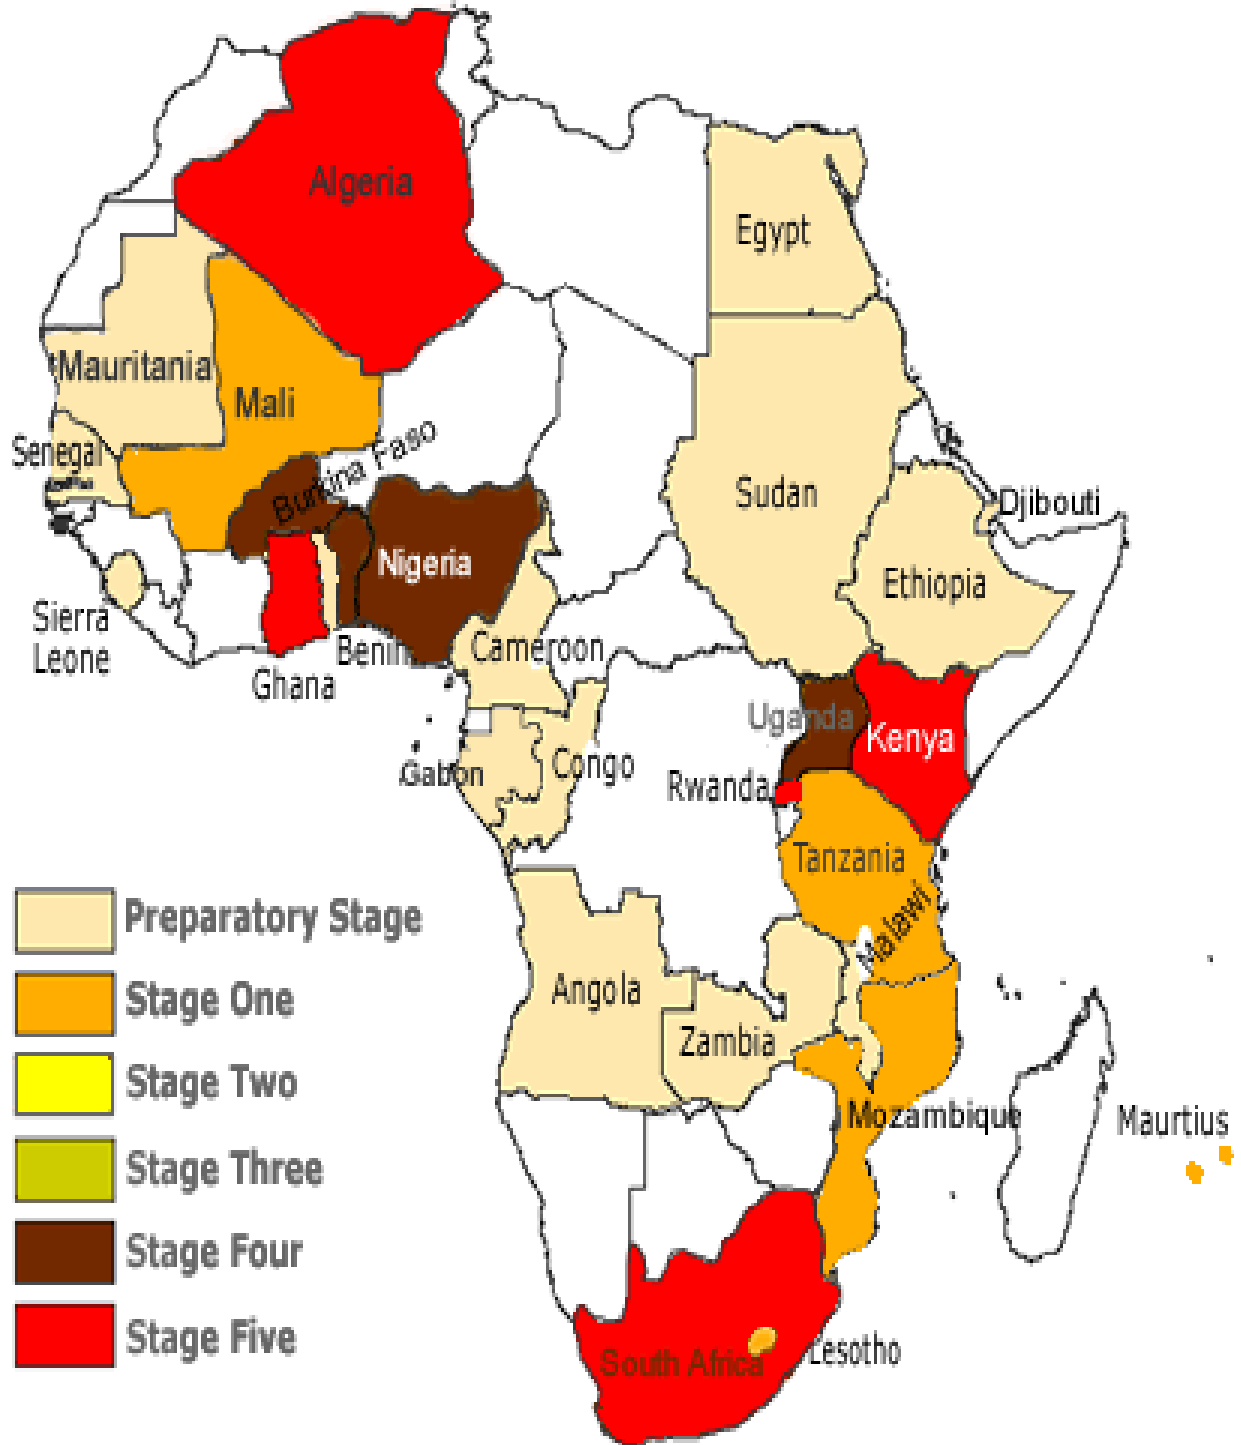 Algeria
Egypt
Mauritania
Mali
Senegal
Burkina Faso
Sudan
Djibouti
Nigeria
Ethiopia
Sierra
Leone
Benin
Cameroon
Ghana
Uganda
Kenya
Gabon
Congo
Rwanda
Tanzania
Malawi
Preparatory Stage
Stage One
Angola
Zambia
Stage Two
Mozambique
Maurtius
Stage Three
Stage Four
Stage Five
South Africa
Lesotho